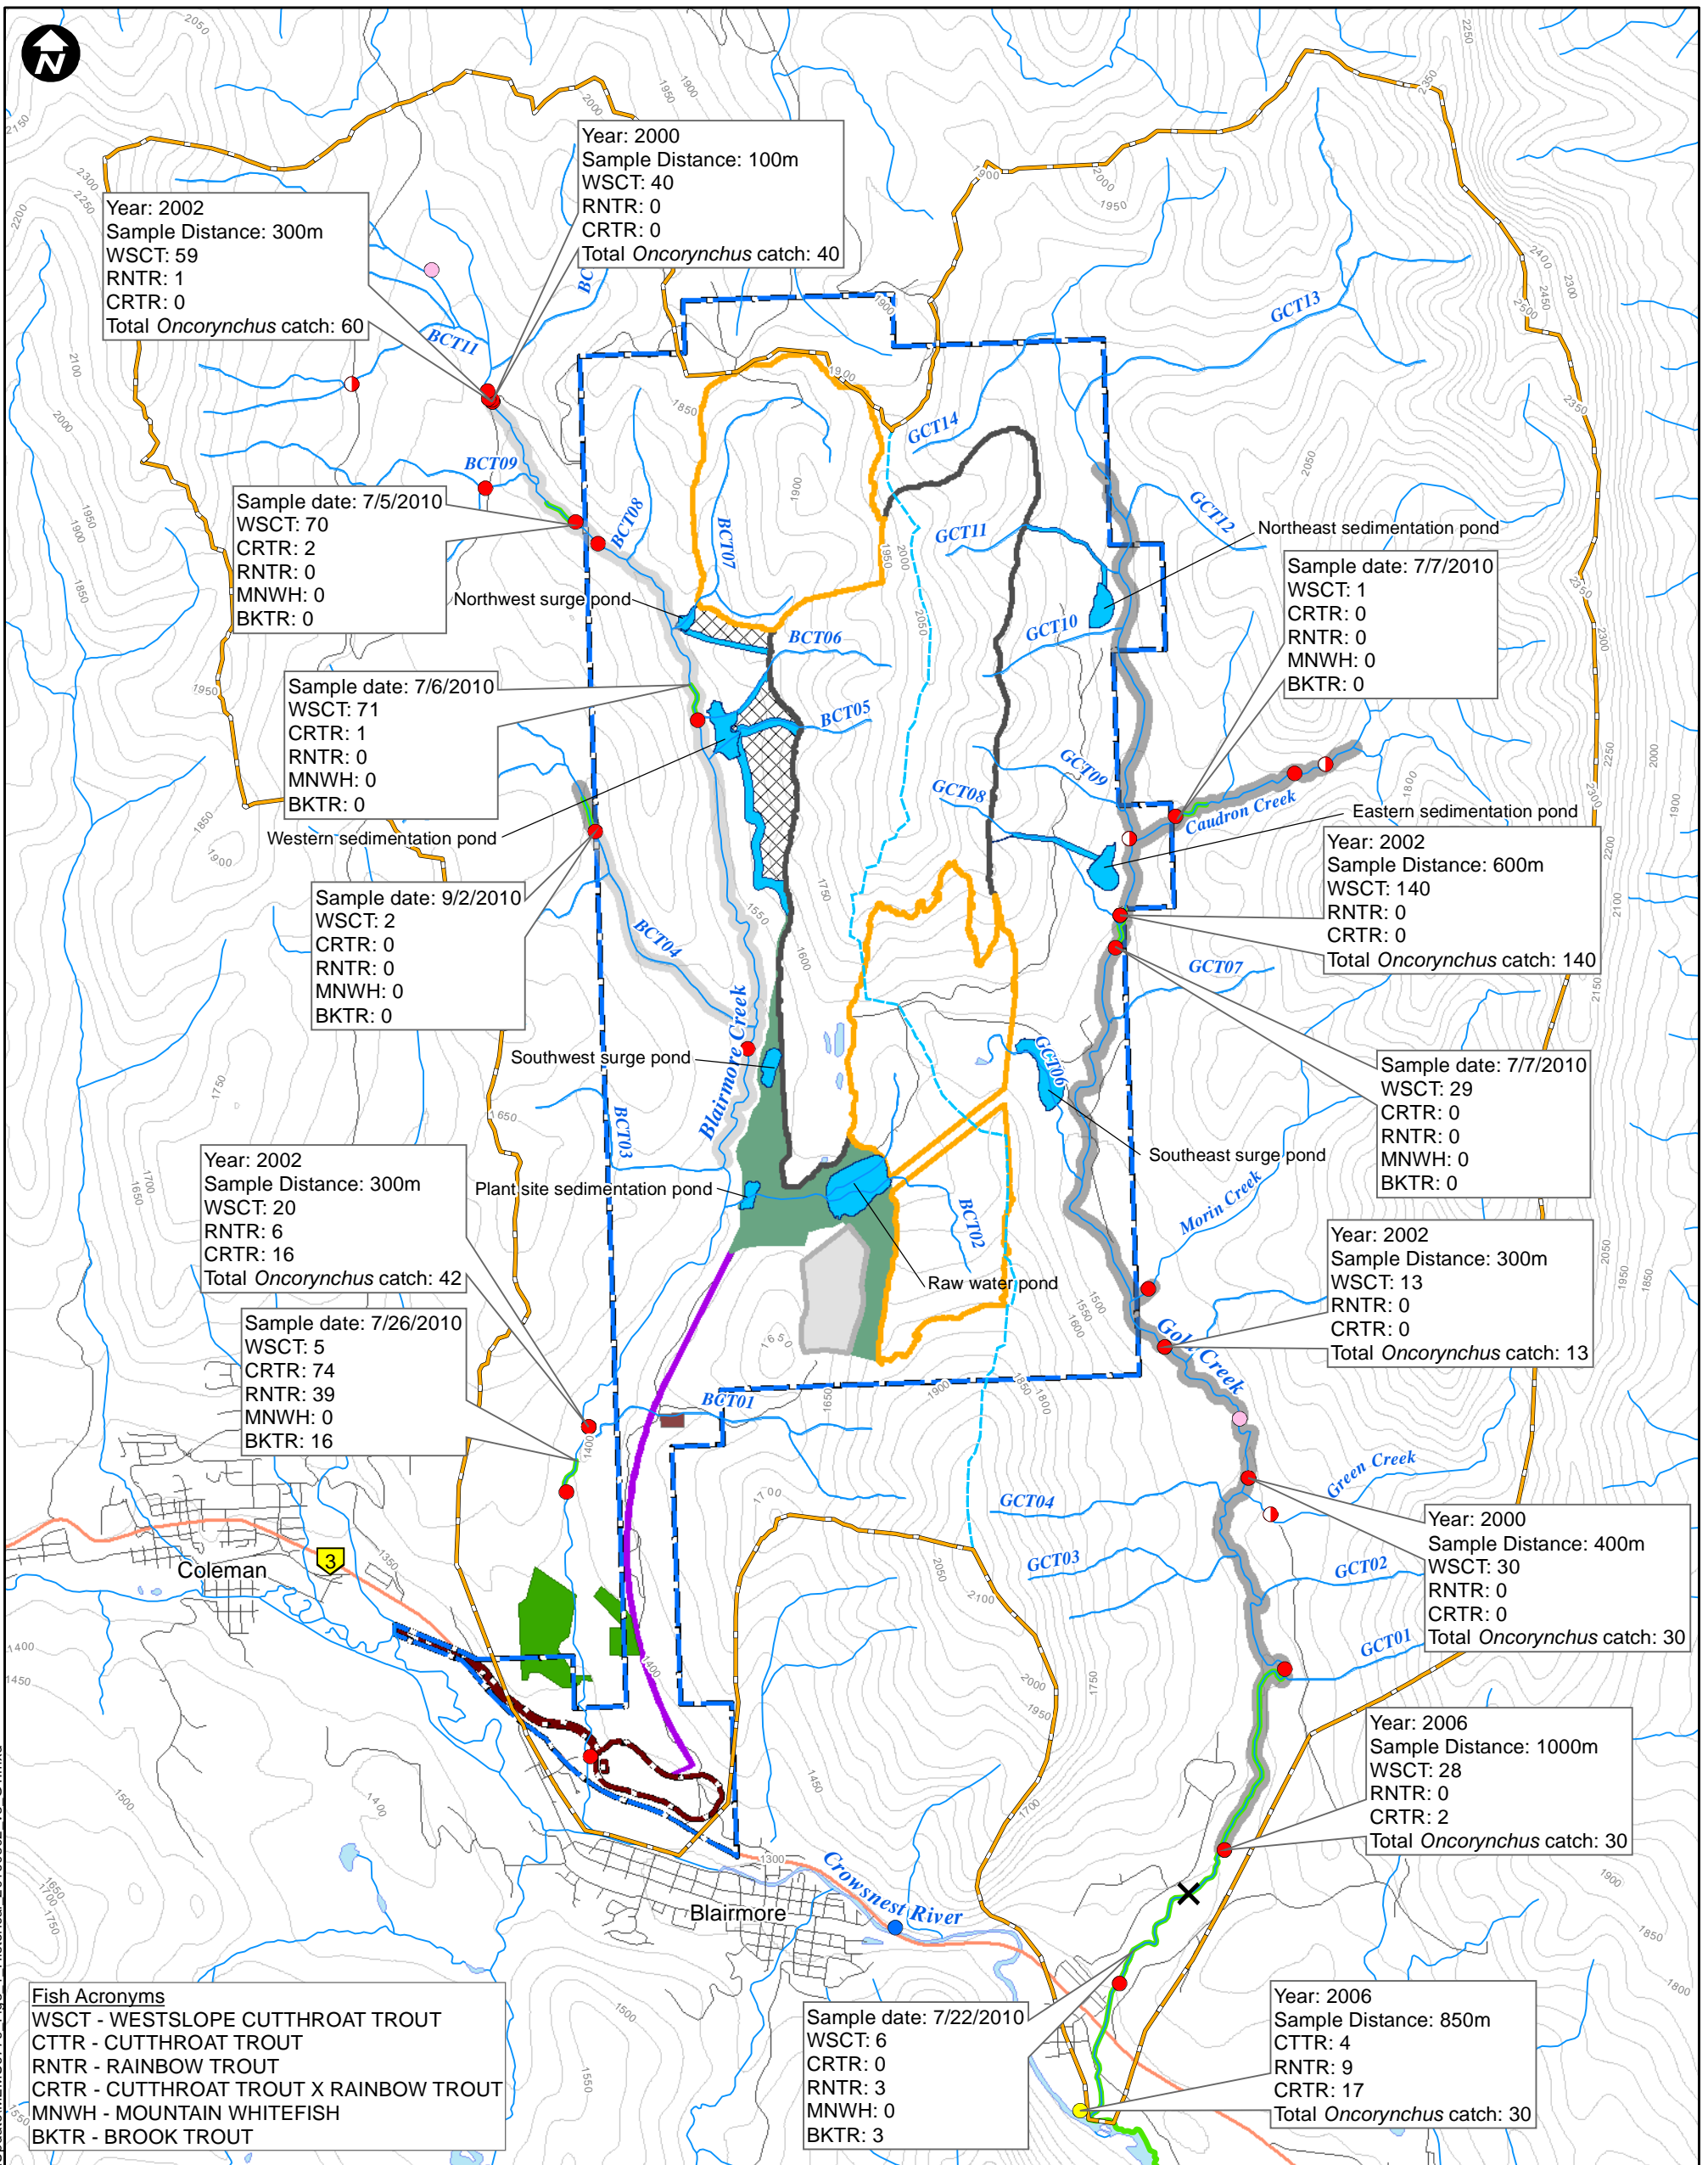 N
Year: 2000
Sample Distance: 100m
WSCT: 40
RNTR: 0
CRTR: 0
Total Oncorynchus catch: 40
Year: 2002
Sample Distance: 300m
WSCT: 59
RNTR: 1
CRTR: 0
Total Oncorynchus catch: 60
BC
BCT11
GCT13
GCT14
BCT09
Sample date: 7/5/2010
WSCT: 70
CRTR: 2
RNTR: 0
MNWH: 0
BKTR: 0
BCT08
BCT07
GCT11
GCT12
Northeast sedimentation pond
Sample date: 7/7/2010
WSCT: 1
CRTR: 0
RNTR: 0
MNWH: 0
BKTR: 0
Northwest surge pond
BCT06
GCT10
Sample date: 7/6/2010
WSCT: 71
CRTR: 1
RNTR: 0
MNWH: 0
BKTR: 0
BCT05
GCT09
GCT08
Caudron Creek
Eastern sedimentation pond
Western sedimentation pond
Year: 2002
Sample Distance: 600m
WSCT: 140
RNTR: 0
CRTR: 0
Total Oncorynchus catch: 140
Sample date: 9/2/2010
WSCT: 2
CRTR: 0
RNTR: 0
MNWH: 0
BKTR: 0
BCT04
GCT07
Blairmore Creek
Southwest surge pond
GCT06
Sample date: 7/7/2010
WSCT: 29
CRTR: 0
RNTR: 0
MNWH: 0
BKTR: 0
BCT03
Southeast surge pond
Year: 2002
Sample Distance: 300m
WSCT: 20
RNTR: 6
CRTR: 16
Total Oncorynchus catch: 42
Plant site sedimentation pond
BCT02
Morin Creek
Raw water pond
Year: 2002
Sample Distance: 300m
WSCT: 13
RNTR: 0
CRTR: 0
Total Oncorynchus catch: 13
Sample date: 7/26/2010
WSCT: 5
CRTR: 74
RNTR: 39
MNWH: 0
BKTR: 16
Gold Creek
BCT01
Green Creek
GCT04
Year: 2000
Sample Distance: 400m
WSCT: 30
RNTR: 0
CRTR: 0
Total Oncorynchus catch: 30
Coleman
3
GCT03
GCT02
GCT01
Year: 2006
Sample Distance: 1000m
WSCT: 28
RNTR: 0
CRTR: 2
Total Oncorynchus catch: 30
Crowsnest River
Blairmore
Fish Acronyms
WSCT - WESTSLOPE CUTTHROAT TROUT
CTTR - CUTTHROAT TROUT
RNTR - RAINBOW TROUT
CRTR - CUTTHROAT TROUT X RAINBOW TROUT
MNWH - MOUNTAIN WHITEFISH
BKTR - BROOK TROUT
Sample date: 7/22/2010
WSCT: 6
CRTR: 0
RNTR: 3
MNWH: 0
BKTR: 3
Year: 2006
Sample Distance: 850m
CTTR: 4
RNTR: 9
CRTR: 17
Total Oncorynchus catch: 30